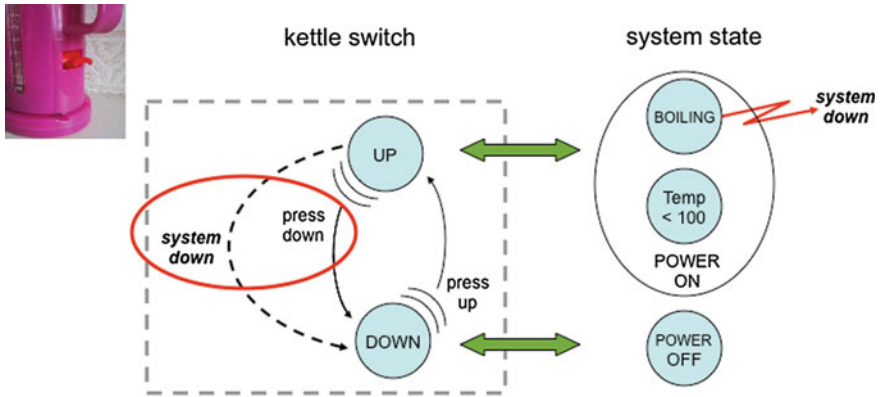 kettle switch
system state
UP
press
down
system
down
press
up
DOWN
BOILING
system
down
Temp
< 100
POWER
ON
POWER
OFF